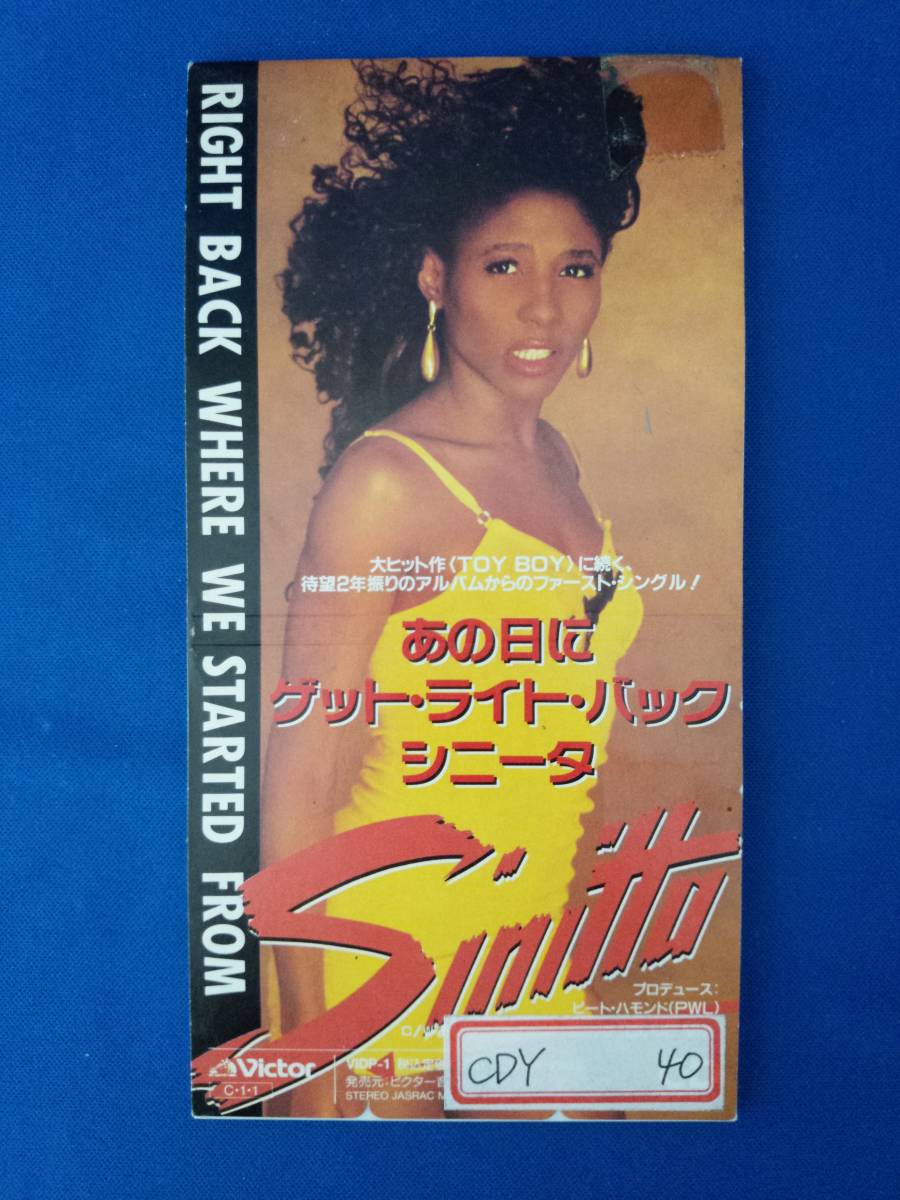 RIGHT BACK WHERE WE STARTED FROM
大ヒット作〈TOY BOY〉に続く、
待望2年振りのアルバムからのファースト・シングル!
あの日に
ゲット・ライト・バック
シニータ
Sinitta
プロデュース:
ピート・ハモンド(PWL)
C/W
Victor
C・1・1
VIDP-1 税込定価
発売元:ビクター音
STEREO JASRAC
CDY 40